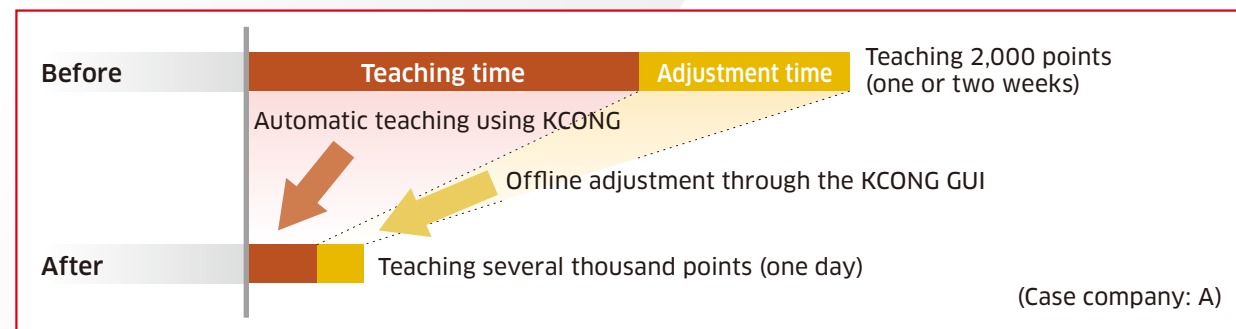 Before
Teaching time
Adjustment time
Teaching 2,000 points
(one or two weeks)
Automatic teaching using KCONG
Offline adjustment through the KCONG GUI
After
Teaching several thousand points (one day)
(Case company: A)